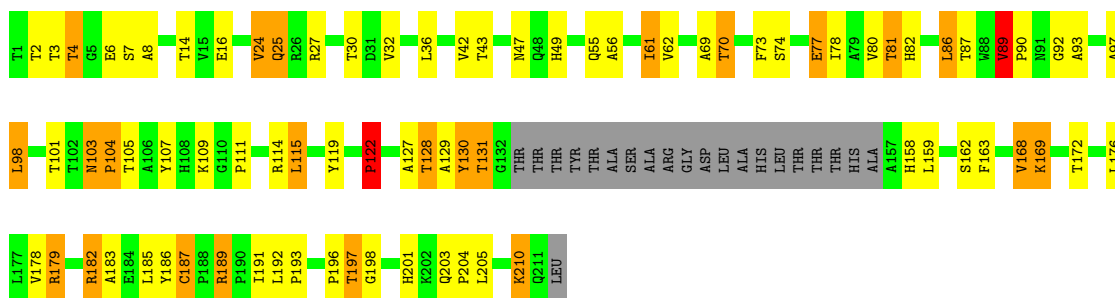 T1 T2 T3 T4 G5 E6 S7 A8 T14 V15 E16 V24 Q25 R26 R27 T30 D31 V32 L36 V42 T43 N47 Q48 H49 Q55 A56 I61 V62 A69 T70 F73 S74 E77 I78 A79 V80 T81 H82 L86 T87 W88 V89 P90 N91 G92 A93 A97
L98 T101 T102 N103 P104 T105 A106 Y107 H108 K109 G110 P111 R114 L115 Y119 P122 A127 T128 A129 Y130 T131 G132 THR THR THR TYR THR ALA SER ALA ARG GLY ASP LEU ALA HIS LEU THR THR THR HIS ALA A157 H158 L159 S162 F163 V168 K169 T172 L176
L177 V178 R179 R182 A183 E184 L185 Y186 C187 P188 R189 P190 I191 L192 P193 P196 T197 G198 H201 K202 Q203 P204 L205 K210 Q211 LEU